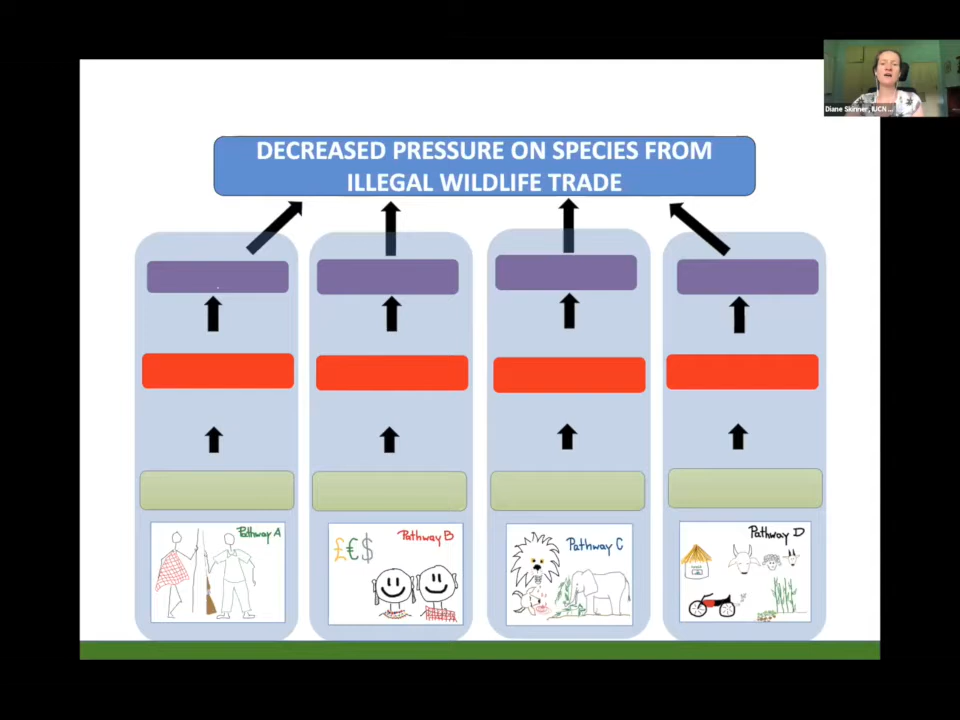 Diane Skinner, IUCN ...
DECREASED PRESSURE ON SPECIES FROM
ILLEGAL WILDLIFE TRADE
Pathway A
£€$
Pathway B
Pathway C
Pathway D